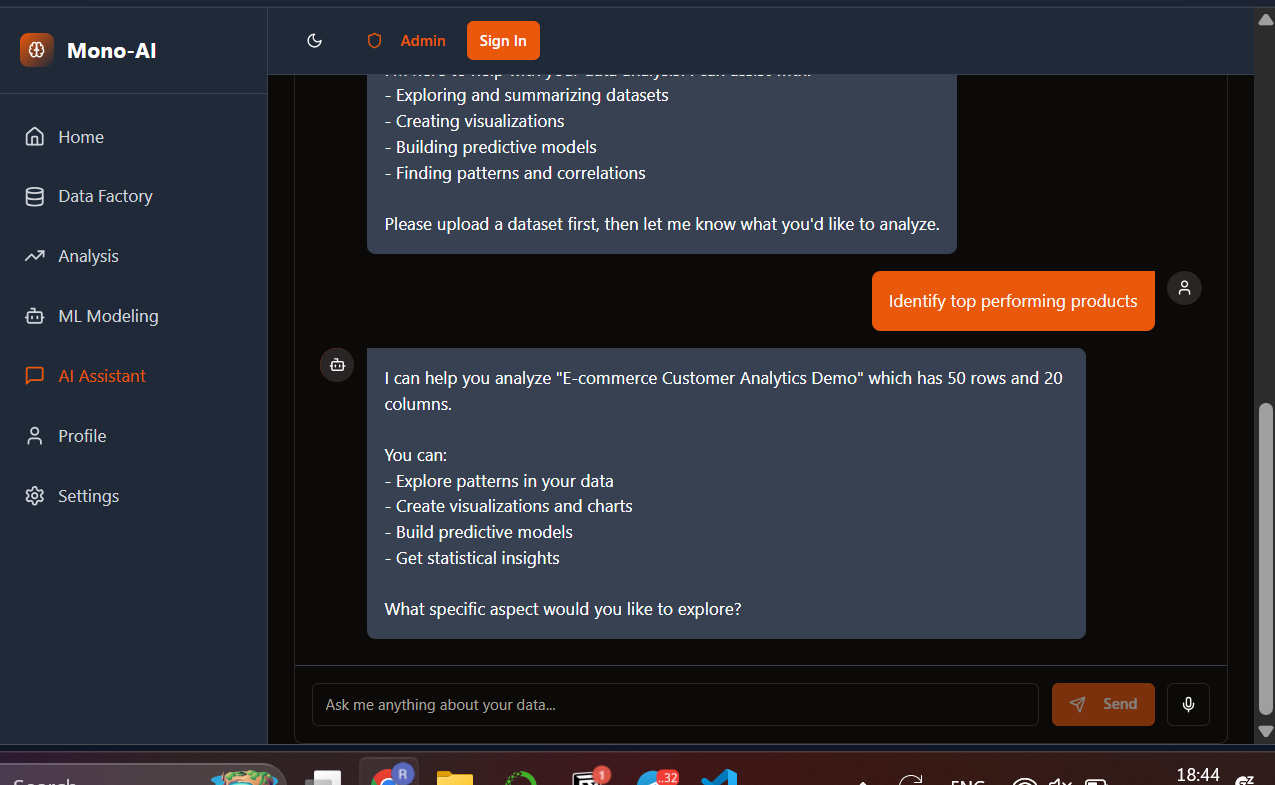 Mono-AI
Admin
Sign In
Home
Data Factory
Analysis
ML Modeling
AI Assistant
Profile
Settings
- Exploring and summarizing datasets
- Creating visualizations
- Building predictive models
- Finding patterns and correlations
Please upload a dataset first, then let me know what you'd like to analyze.
Identify top performing products
I can help you analyze "E-commerce Customer Analytics Demo" which has 50 rows and 20
columns.
You can:
- Explore patterns in your data
- Create visualizations and charts
- Build predictive models
- Get statistical insights
What specific aspect would you like to explore?
Ask me anything about your data...
Send
Search
R
1
..32
ENG
18:44